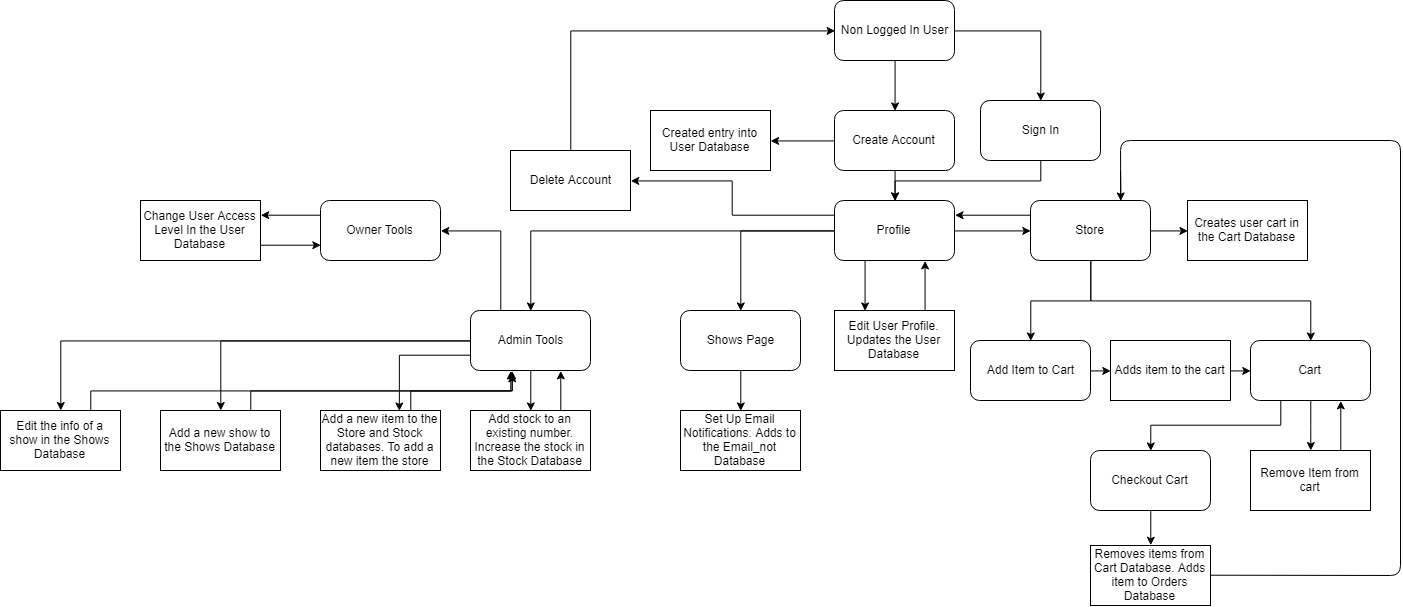 Non Logged In User
Created entry into
User Database
Create Account
Sign In
Delete Account
Change User Access
Level In the User
Database
Owner Tools
Profile
Store
Creates user cart in
the Cart Database
Admin Tools
Shows Page
Edit User Profile.
Updates the User
Database
Add Item to Cart
Adds item to the cart
Cart
Edit the info of a
show in the Shows
Database
Add a new show to
the Shows Database
Add a new item to the
Store and Stock
databases. To add a
new item the store
Add stock to an
existing number.
Increase the stock in
the Stock Database
Set Up Email
Notifications. Adds to
the Email_not
Database
Checkout Cart
Remove Item from
cart
Removes items from
Cart Database. Adds
item to Orders
Database